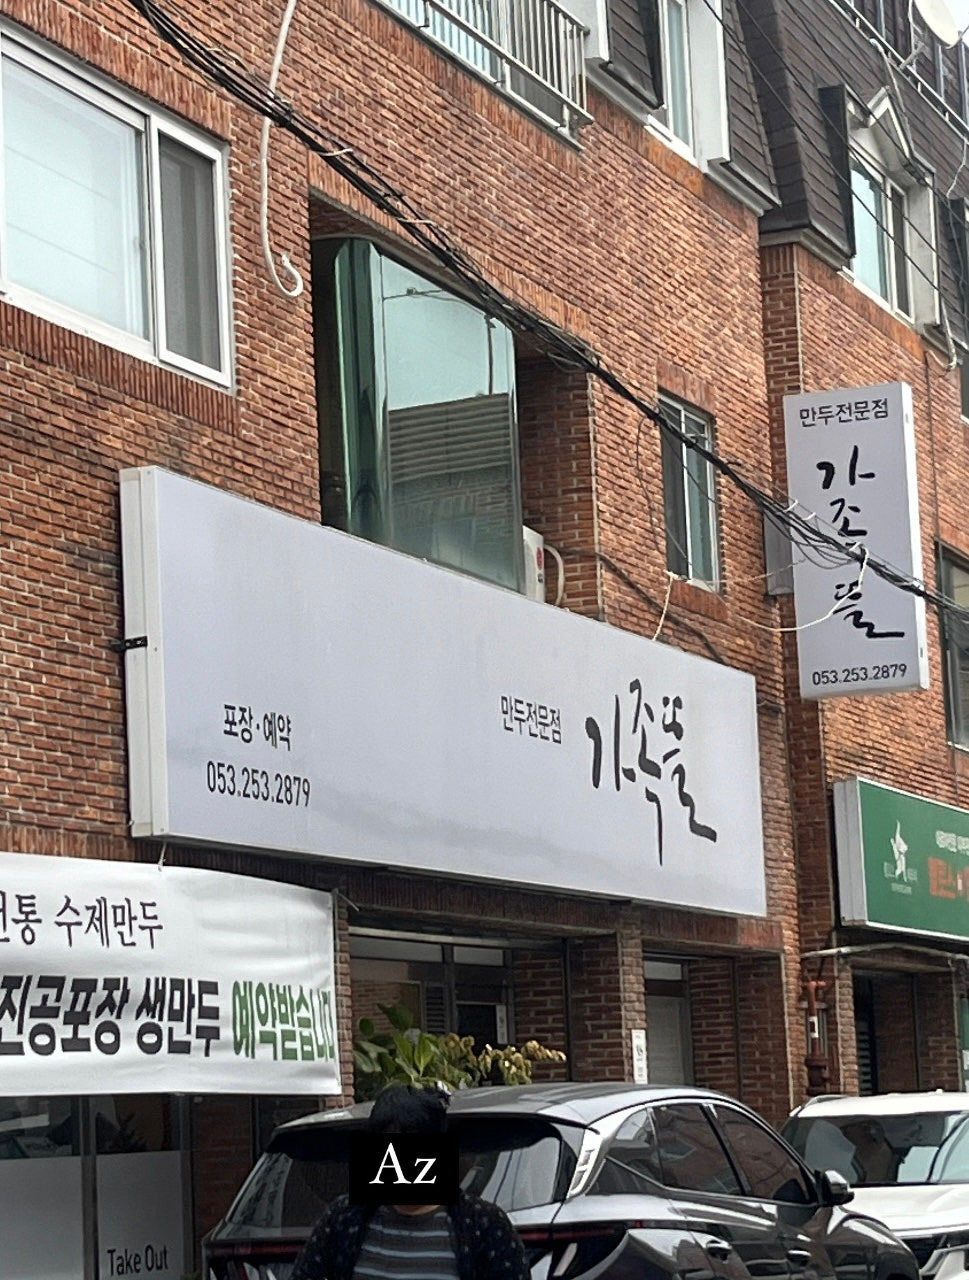 만두전문점
가족뜰
053.253.2879
만두전문점
가족뜰
포장·예약
053.253.2879
전통 수제만두
진공포장 생만두 예약받습니다
Take Out
Az